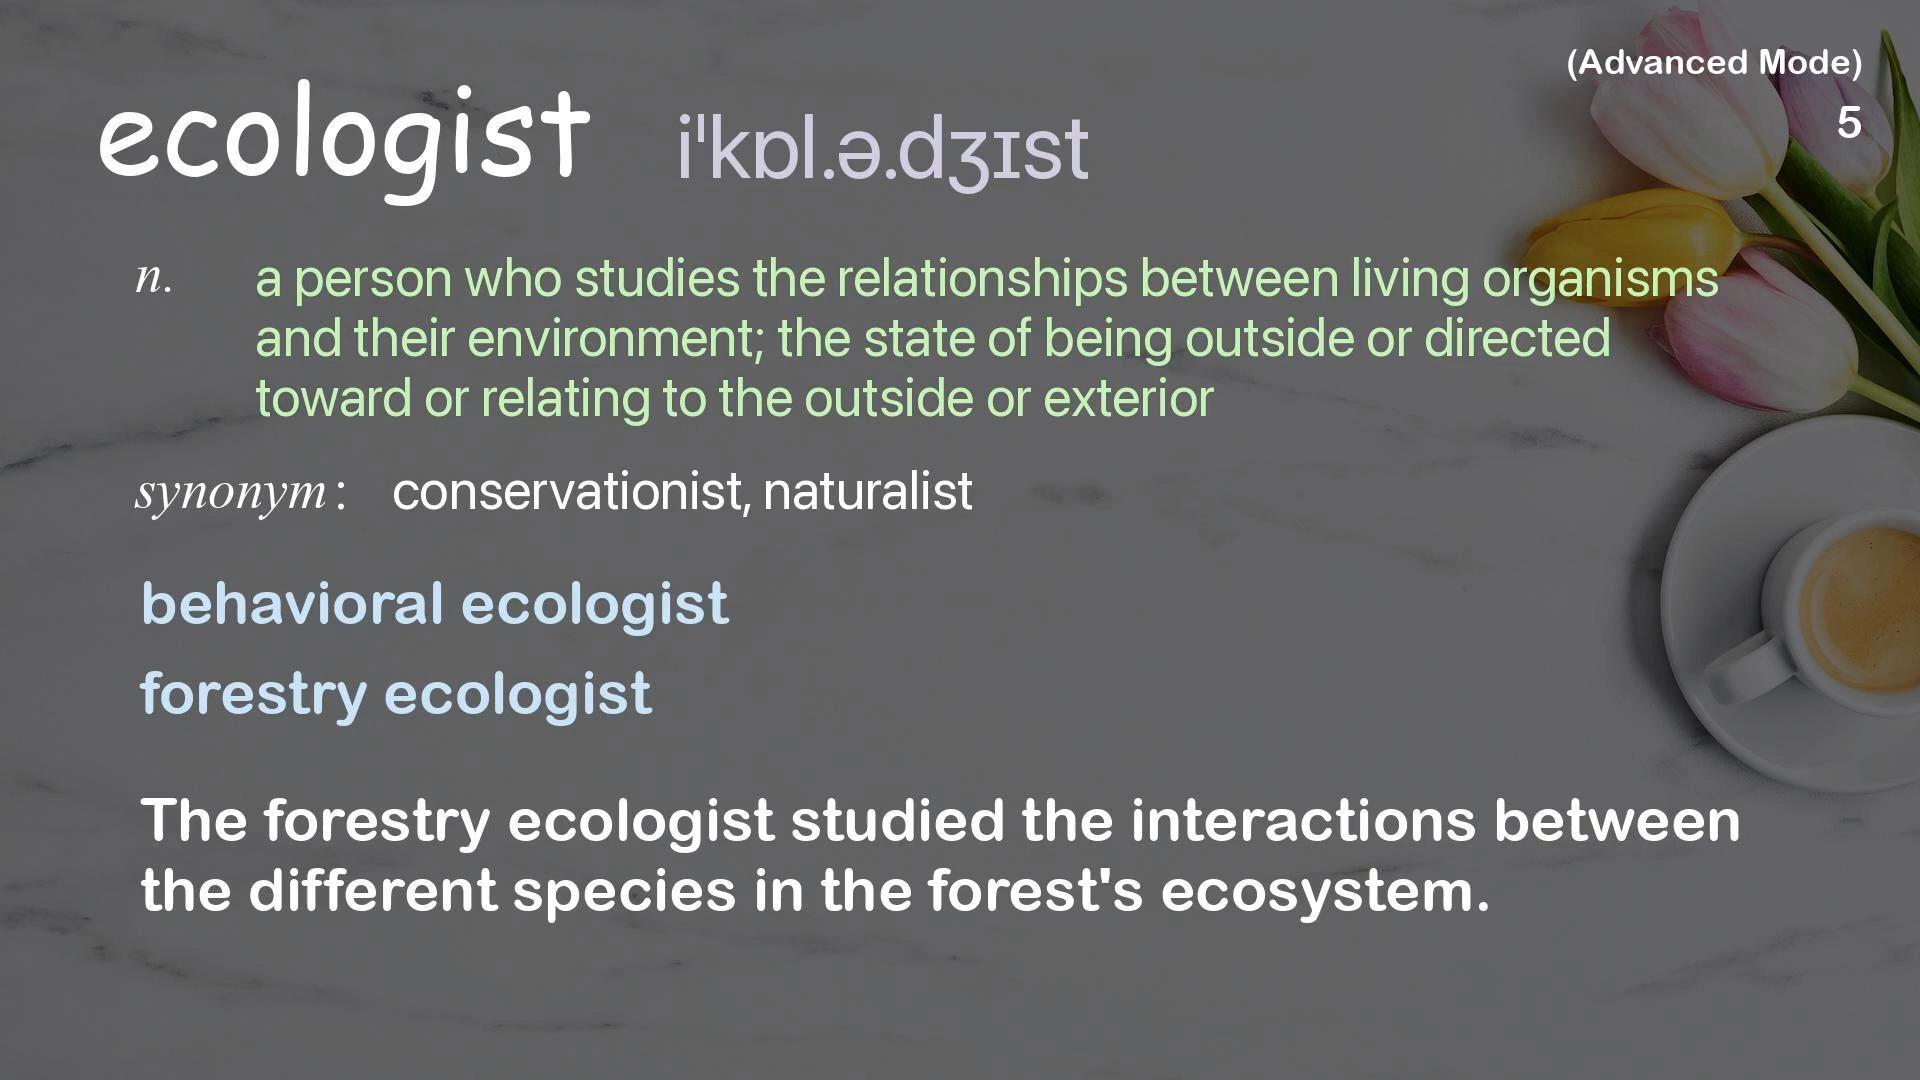 (Advanced Mode)
5
ecologist iˈkɒl.ə.dʒɪst
n. a person who studies the relationships between living organisms
and their environment; the state of being outside or directed
toward or relating to the outside or exterior
synonym: conservationist, naturalist
behavioral ecologist
forestry ecologist
The forestry ecologist studied the interactions between
the different species in the forest's ecosystem.